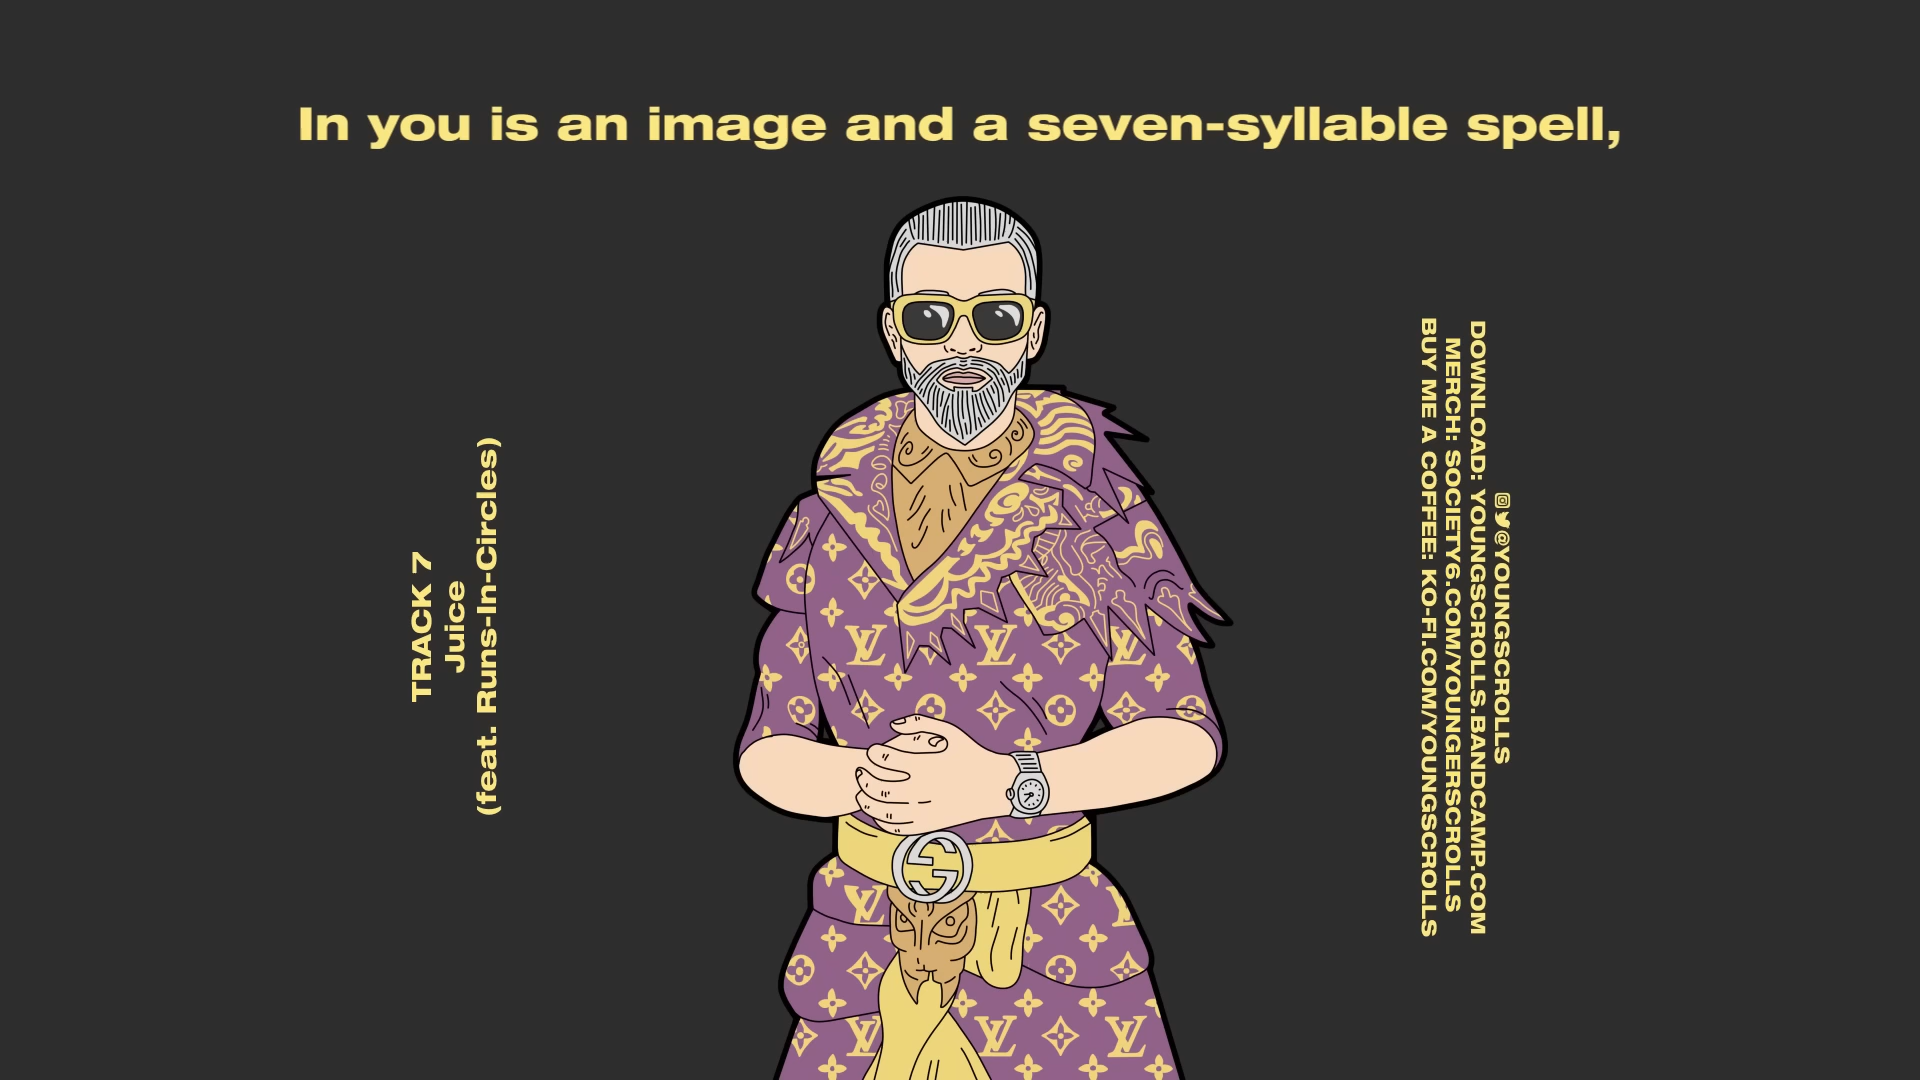 In you is an image and a seven-syllable spell,
TRACK 7
Juice
(feat. Runs-In-Circles)
@YOUNGSCROLLS
DOWNLOAD: YOUNGSCROLLS.BANDCAMP.COM
MERCH: SOCIETY6.COM/YOUNGERSCROLLS
BUY ME A COFFEE: KO-FI.COM/YOUNGSCROLLS